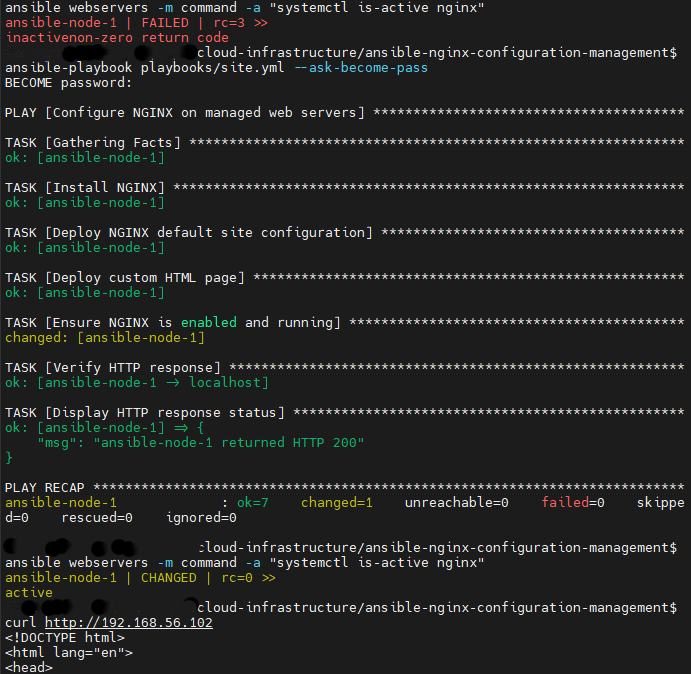 ansible webservers -m command -a "systemctl is-active nginx"
ansible-node-1 | FAILED | rc=3 >>
inactivenon-zero return code
cloud-infrastructure/ansible-nginx-configuration-management$
ansible-playbook playbooks/site.yml --ask-become-pass
BECOME password:
PLAY [Configure NGINX on managed web servers] ***************************************
TASK [Gathering Facts] **************************************************************
ok: [ansible-node-1]
TASK [Install NGINX] ****************************************************************
ok: [ansible-node-1]
TASK [Deploy NGINX default site configuration] **************************************
ok: [ansible-node-1]
TASK [Deploy custom HTML page] ******************************************************
ok: [ansible-node-1]
TASK [Ensure NGINX is enabled and running] ******************************************
changed: [ansible-node-1]
TASK [Verify HTTP response] *********************************************************
ok: [ansible-node-1 -> localhost]
TASK [Display HTTP response status] *************************************************
ok: [ansible-node-1] => {
"msg": "ansible-node-1 returned HTTP 200"
}
PLAY RECAP **************************************************************************
ansible-node-1 : ok=7 changed=1 unreachable=0 failed=0 skippe
d=0 rescued=0 ignored=0
cloud-infrastructure/ansible-nginx-configuration-management$
ansible webservers -m command -a "systemctl is-active nginx"
ansible-node-1 | CHANGED | rc=0 >>
active
cloud-infrastructure/ansible-nginx-configuration-management$
curl http://192.168.56.102
<!DOCTYPE html>
<html lang="en">
<head>